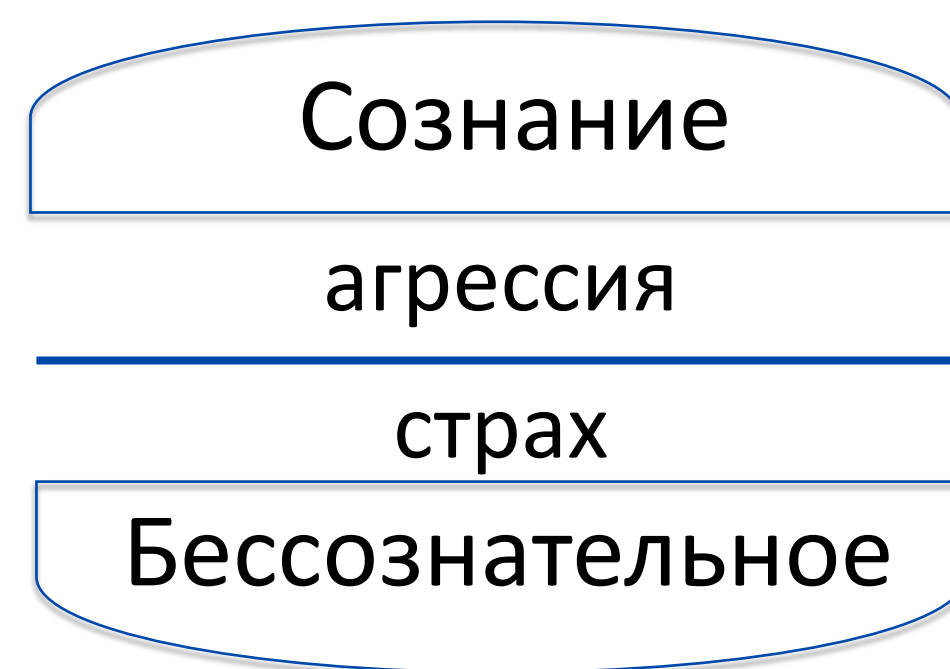 Сознание
агрессия
страх
Бессознательное